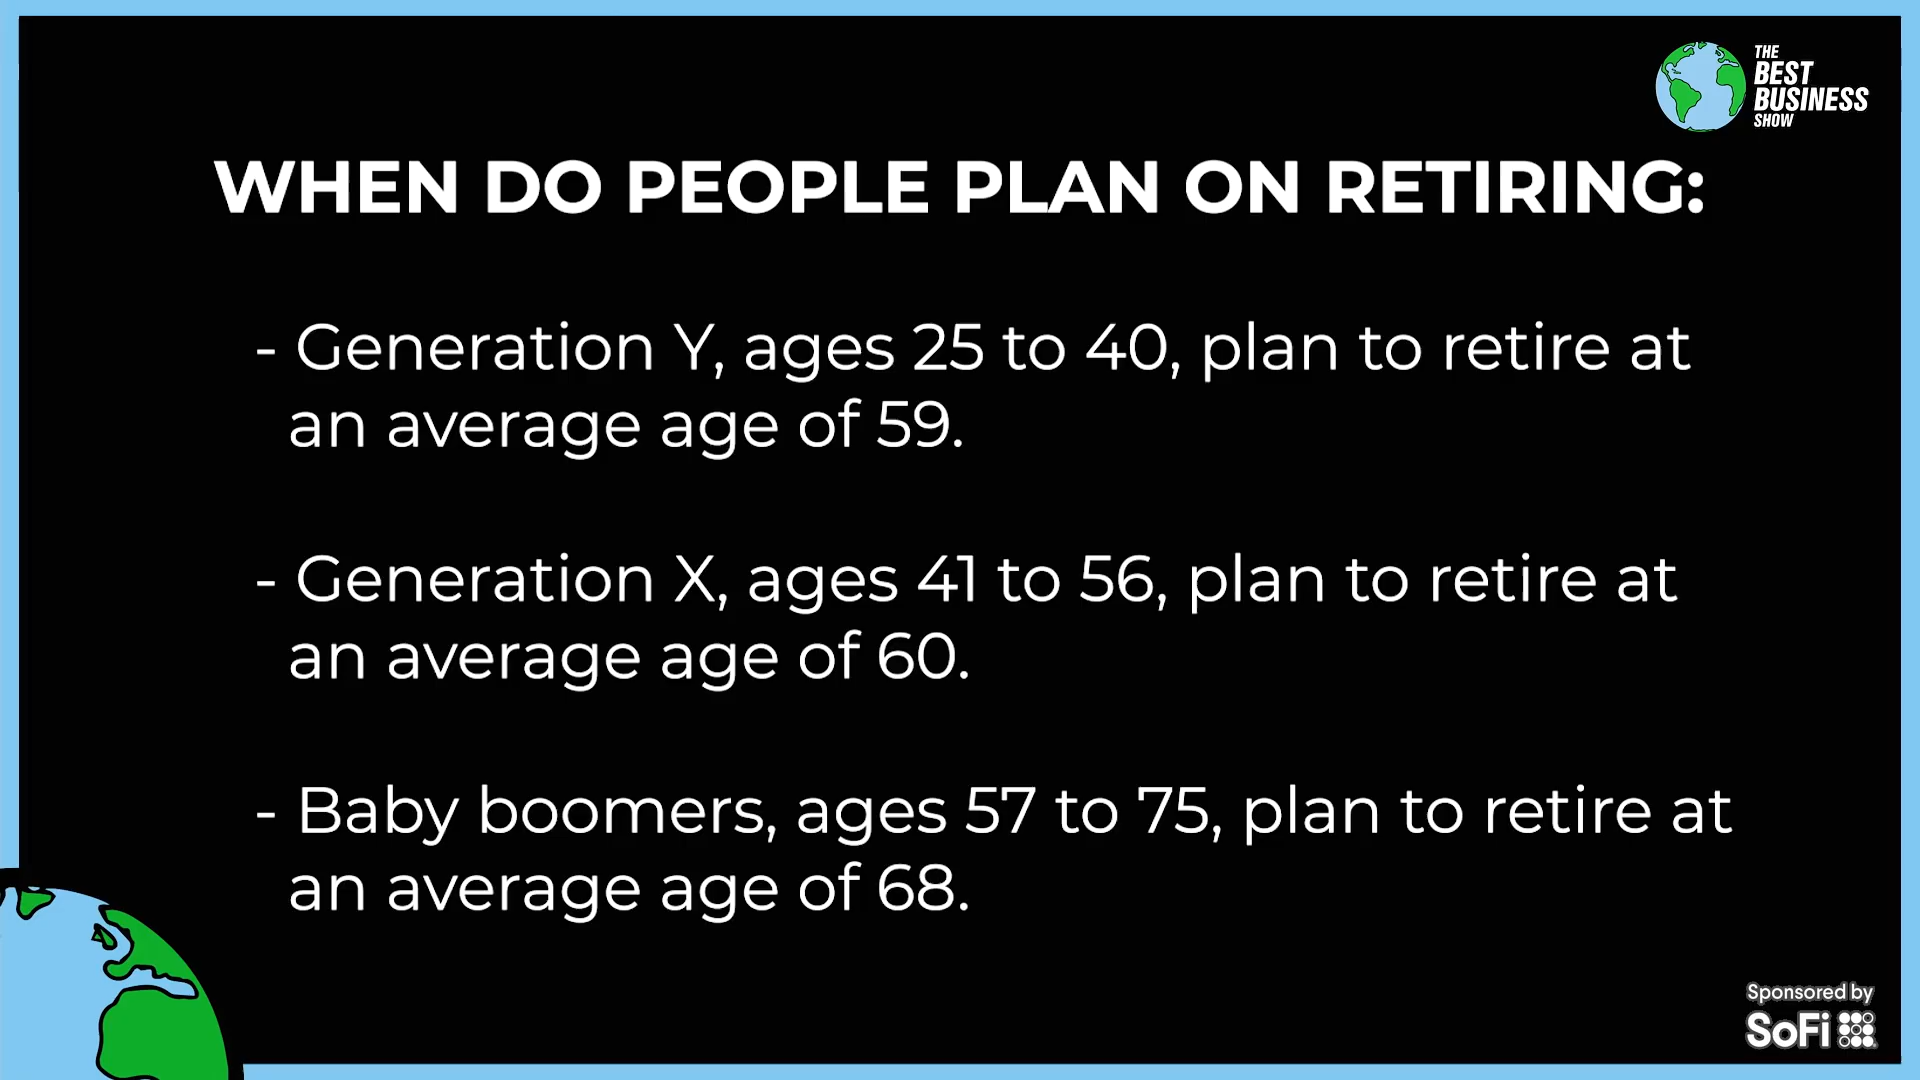 THE
BEST
BUSINESS
SHOW
WHEN DO PEOPLE PLAN ON RETIRING:
- Generation Y, ages 25 to 40, plan to retire at
an average age of 59.
- Generation X, ages 41 to 56, plan to retire at
an average age of 60.
- Baby boomers, ages 57 to 75, plan to retire at
an average age of 68.
Sponsored by
SoFi